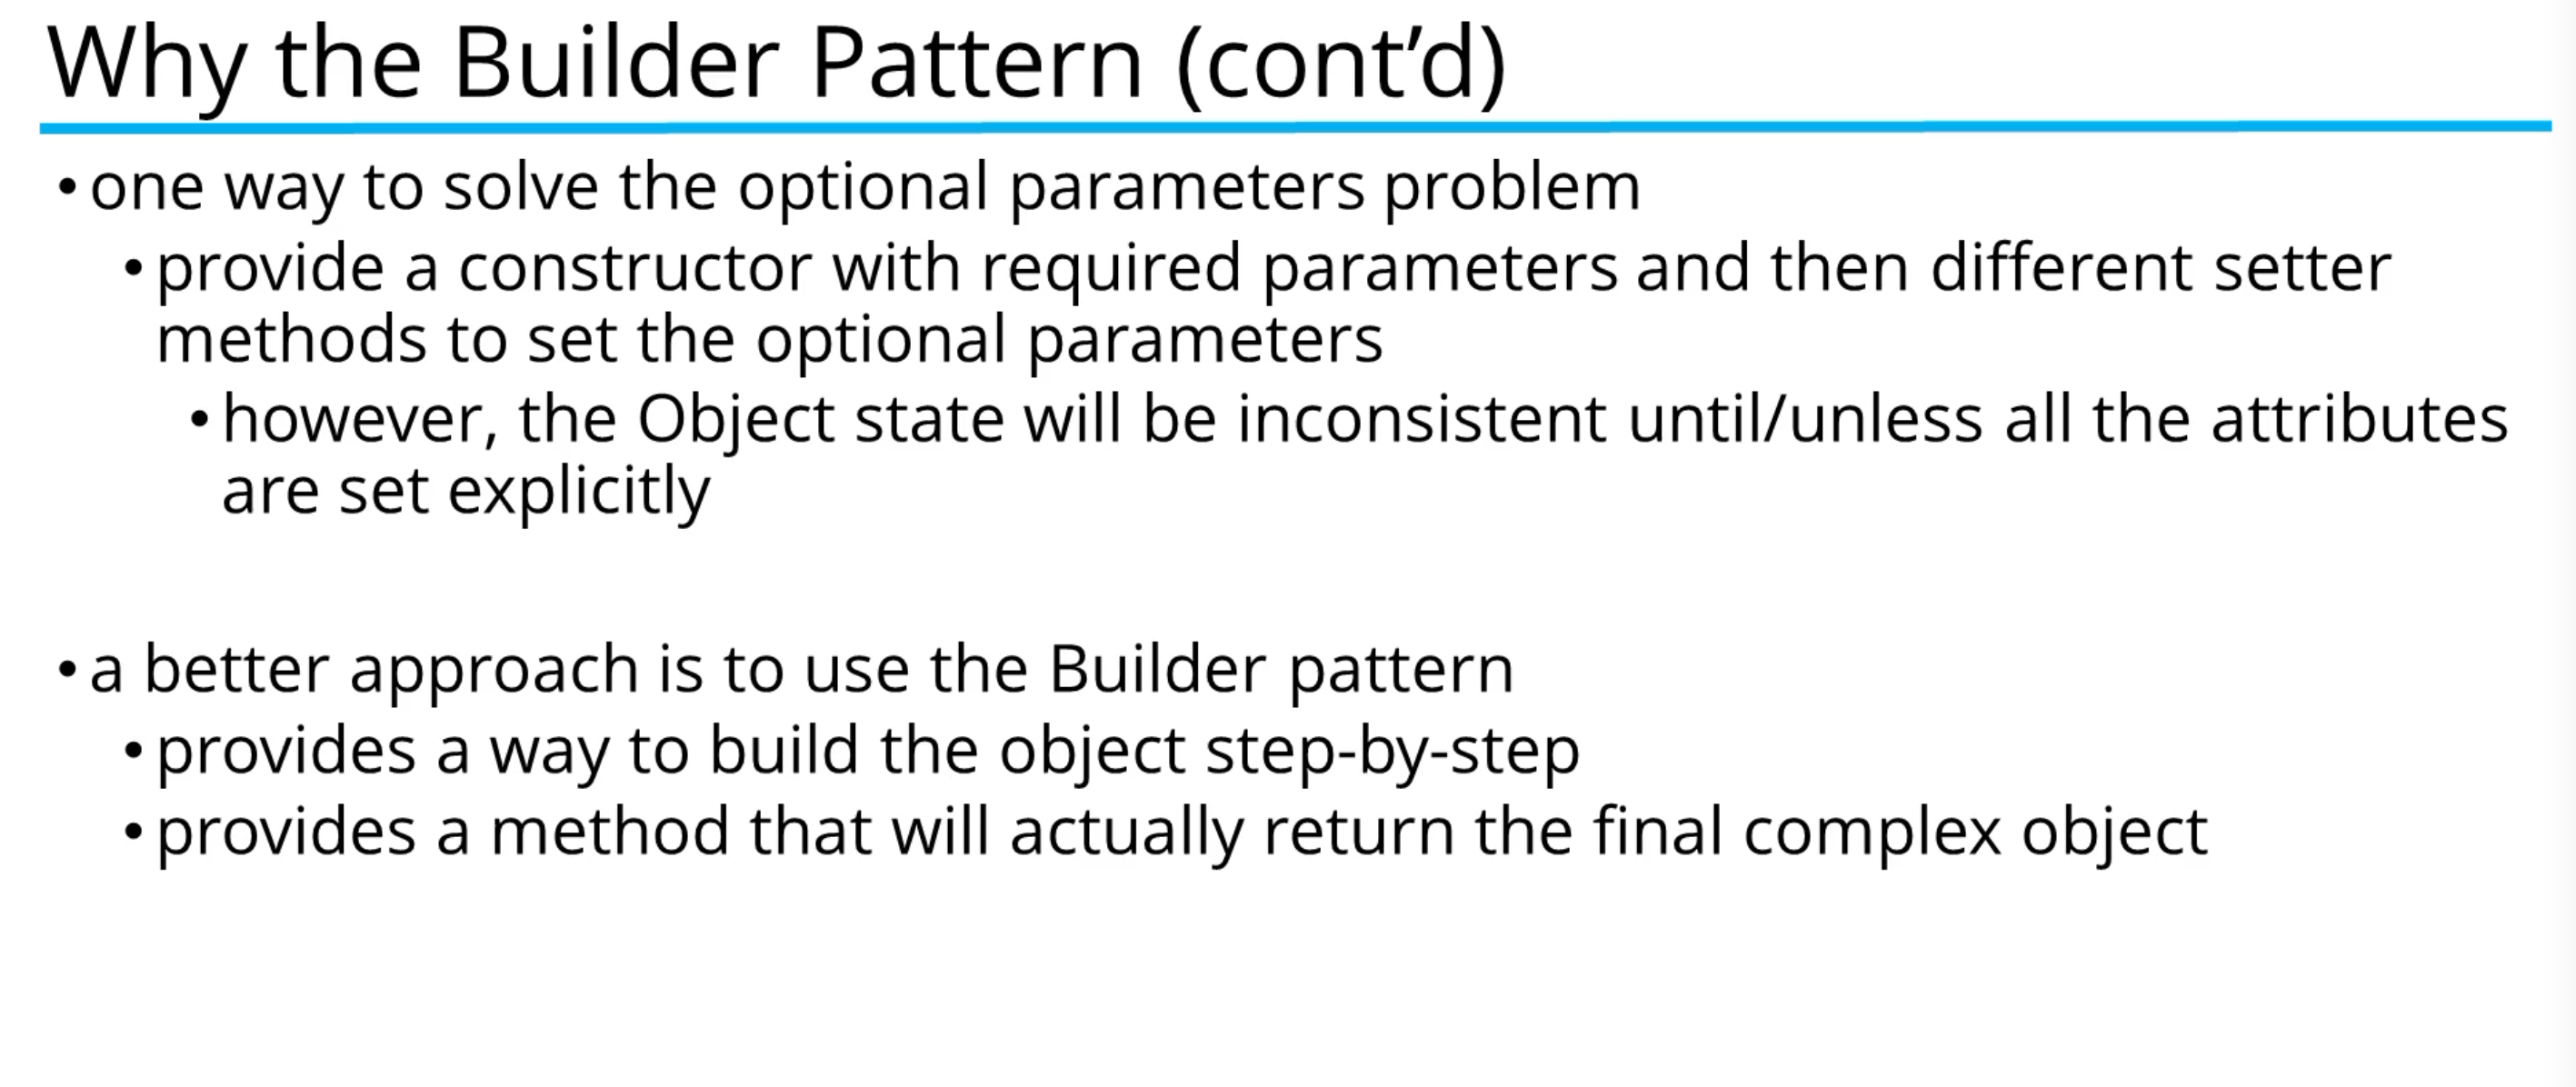 Why the Builder Pattern (cont’d)
• one way to solve the optional parameters problem
• provide a constructor with required parameters and then different setter
methods to set the optional parameters
• however, the Object state will be inconsistent until/unless all the attributes
are set explicitly
• a better approach is to use the Builder pattern
• provides a way to build the object step-by-step
• provides a method that will actually return the final complex object